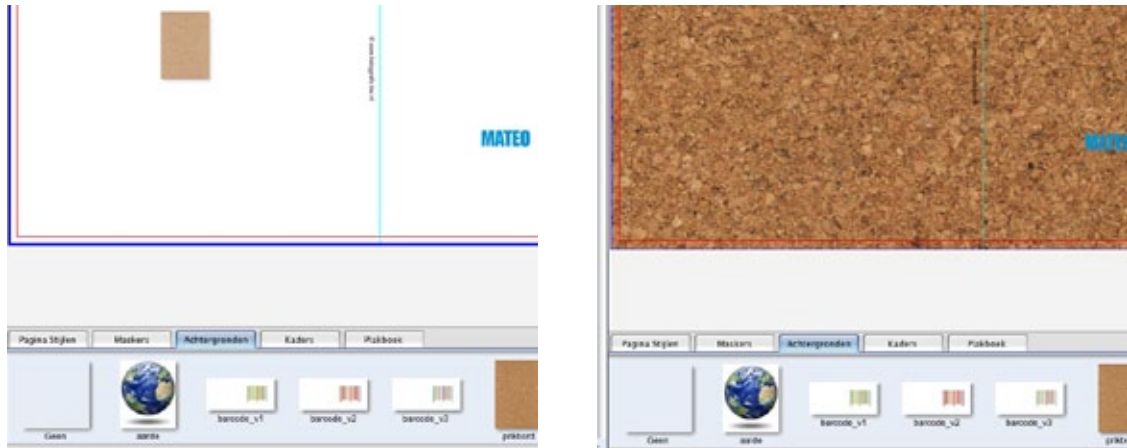 MATEO
Pagina Stijlen Maskers Achtergronden Kaders Plakboek
Geen aarde barcode_v1 barcode_v2 barcode_v3 prikbord
MATEO
Pagina Stijlen Maskers Achtergronden Kaders Plakboek
Geen aarde barcode_v1 barcode_v2 barcode_v3